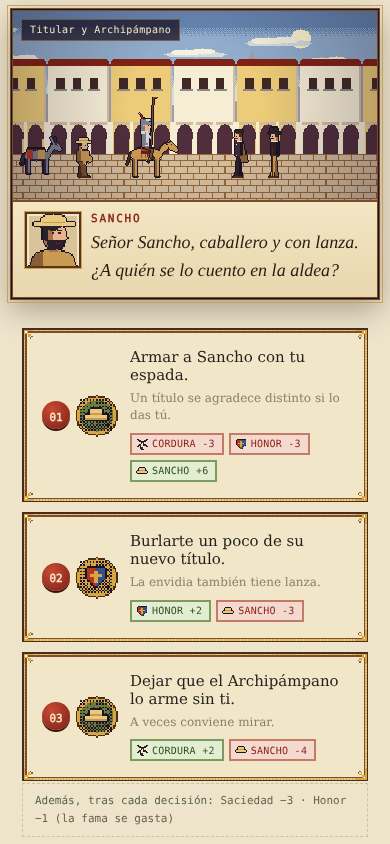 Titular y Archipámpano
SANCHO
Señor Sancho, caballero y con lanza.
¿A quién se lo cuento en la aldea?
01
Armar a Sancho con tu
espada.
Un título se agradece distinto si lo
das tú.
CORDURA -3
HONOR -3
SANCHO +6
02
Burlarte un poco de su
nuevo título.
La envidia también tiene lanza.
HONOR +2
SANCHO -3
03
Dejar que el Archipámpano
lo arme sin ti.
A veces conviene mirar.
CORDURA +2
SANCHO -4
Además, tras cada decisión: Saciedad −3 · Honor
−1 (la fama se gasta)